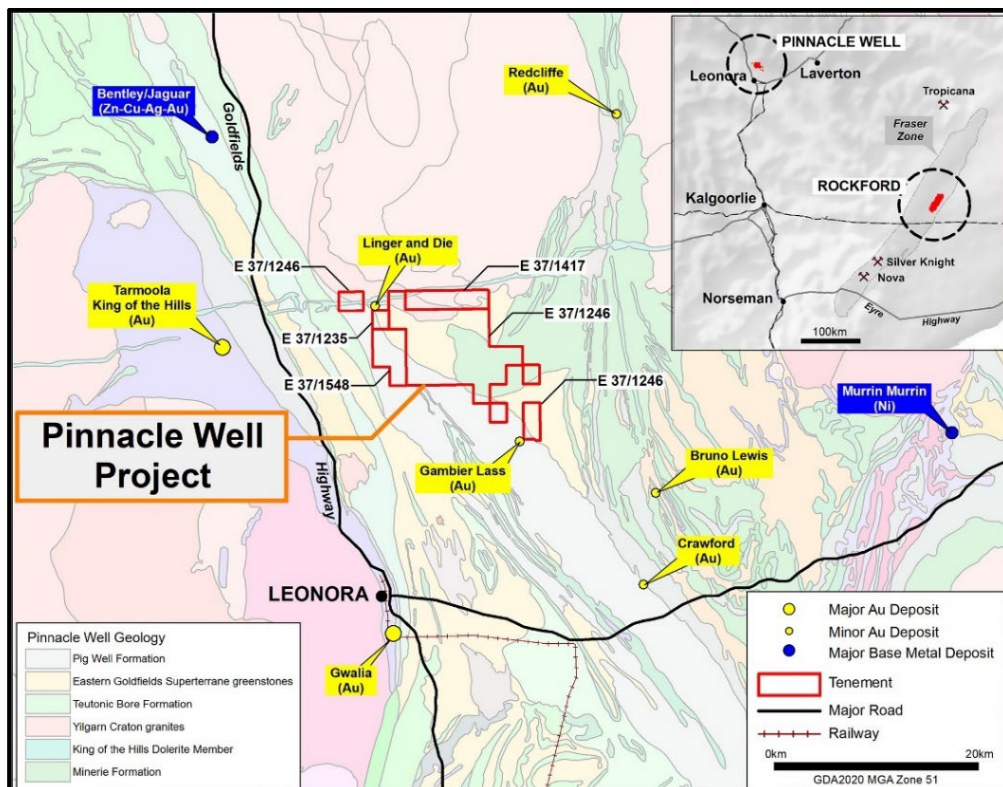 Bentley/Jaguar
(Zn-Cu-Ag-Au)
Goldfields
Redcliffe
(Au)
PINNACLE WELL
Leonora
Laverton
Tropicana
Fraser
Zone
ROCKFORD
Kalgoorlie
Silver Knight
Nova
Norseman
Eyre
Highway
100km
Linger and Die
(Au)
E 37/1246
E 37/1417
Tarmoola
King of the Hills
(Au)
E 37/1235
E 37/1246
E 37/1548
E 37/1246
Murrin Murrin
(Ni)
Pinnacle Well
Project
Highway
Gambier Lass
(Au)
Bruno Lewis
(Au)
Crawford
(Au)
LEONORA
Gwalia
(Au)
Pinnacle Well Geology
Pig Well Formation
Eastern Goldfields Superterrane greenstones
Teutonic Bore Formation
Yilgarn Craton granites
King of the Hills Dolerite Member
Minerie Formation
Major Au Deposit
Minor Au Deposit
Major Base Metal Deposit
Tenement
Major Road
Railway
0km 20km
GDA2020 MGA Zone 51